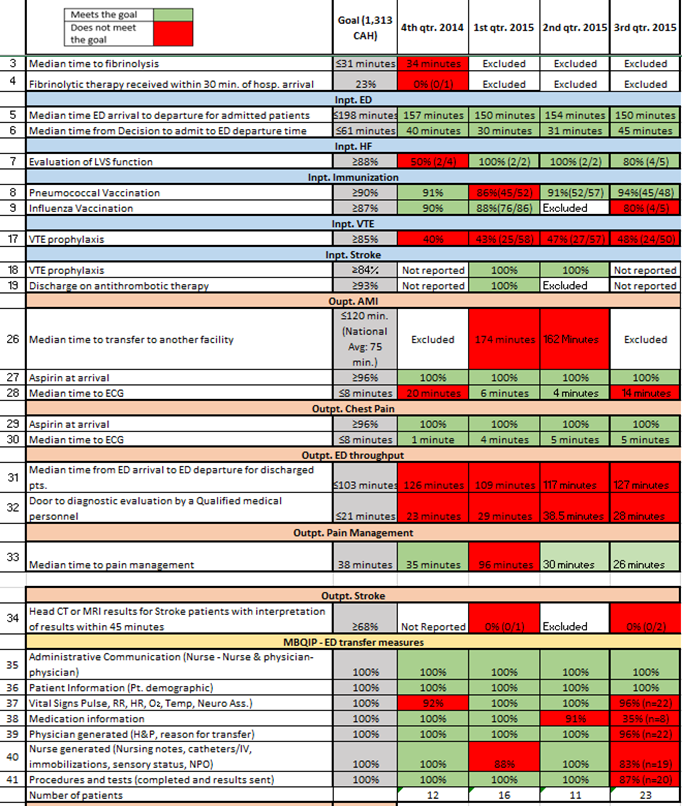 Meets the goal
Does not meet
the goal
Goal (1,313
CAH) 4th qtr. 2014 1st qtr. 2015 2nd qtr. 2015 3rd qtr. 2015
3 Median time to fibrinolysis ≤31 minutes 34 minutes Excluded Excluded Excluded
4 Fibrinolytic therapy received within 30 min. of hosp. arrival 23% 0% (0/1) Excluded Excluded Excluded
Inpt. ED
5 Median time ED arrival to departure for admitted patients ≤198 minutes 157 minutes 150 minutes 154 minutes 150 minutes
6 Median time from Decision to admit to ED departure time ≤61 minutes 40 minutes 30 minutes 31 minutes 45 minutes
Inpt. HF
7 Evaluation of LVS function ≥88% 50% (2/4) 100% (2/2) 100% (2/2) 80% (4/5)
Inpt. Immunization
8 Pneumococcal Vaccination ≥90% 91% 86%(45/52) 91%(52/57) 94%(45/48)
9 Influenza Vaccination ≥87% 90% 88%(76/86) Excluded 80% (4/5)
Inpt. VTE
17 VTE prophylaxis ≥85% 40% 43% (25/58) 47% (27/57) 48% (24/50)
Inpt. Stroke
18 VTE prophylaxis ≥84% Not reported 100% 100% Not reported
19 Discharge on antithrombotic therapy ≥93% Not reported 100% Excluded Not reported
Oupt. AMI
26 Median time to transfer to another facility ≤120 min.
(National
Avg: 75
min.) Excluded 174 minutes 162 Minutes Excluded
27 Aspirin at arrival ≥96% 100% 100% 100% 100%
28 Median time to ECG ≤8 minutes 20 minutes 6 minutes 4 minutes 14 minutes
Outpt. Chest Pain
29 Aspirin at arrival ≥96% 100% 100% 100% 100%
30 Median time to ECG ≤8 minutes 1 minute 4 minutes 5 minutes 5 minutes
Outpt. ED throughput
31 Median time from ED arrival to ED departure for discharged
pts. ≤103 minutes 126 minutes 109 minutes 117 minutes 127 minutes
32 Door to diagnostic evaluation by a Qualified medical
personnel ≤21 minutes 23 minutes 29 minutes 38.5 minutes 28 minutes
Outpt. Pain Management
33 Median time to pain management 38 minutes 35 minutes 96 minutes 30 minutes 26 minutes
Outpt. Stroke
34 Head CT or MRI results for Stroke patients with interpretation
of results within 45 minutes ≥68% Not Reported 0% (0/1) Excluded 0% (0/2)
MBQIP - ED transfer measures
35 Administrative Communication (Nurse - Nurse & physician-
physician) 100% 100% 100% 100% 100%
36 Patient Information (Pt. demographic) 100% 100% 100% 100% 100%
37 Vital Signs Pulse, RR, HR, O₂, Temp, Neuro Ass.) 100% 92% 100% 100% 96% (n=22)
38 Medication information 100% 100% 100% 91% 35% (n=8)
39 Physician generated (H&P, reason for transfer) 100% 100% 100% 100% 96% (n=22)
40 Nurse generated (Nursing notes, catheters/IV,
immobilizations, sensory status, NPO) 100% 100% 88% 100% 83% (n=19)
41 Procedures and tests (completed and results sent) 100% 100% 100% 100% 87% (n=20)
Number of patients 12 16 11 23